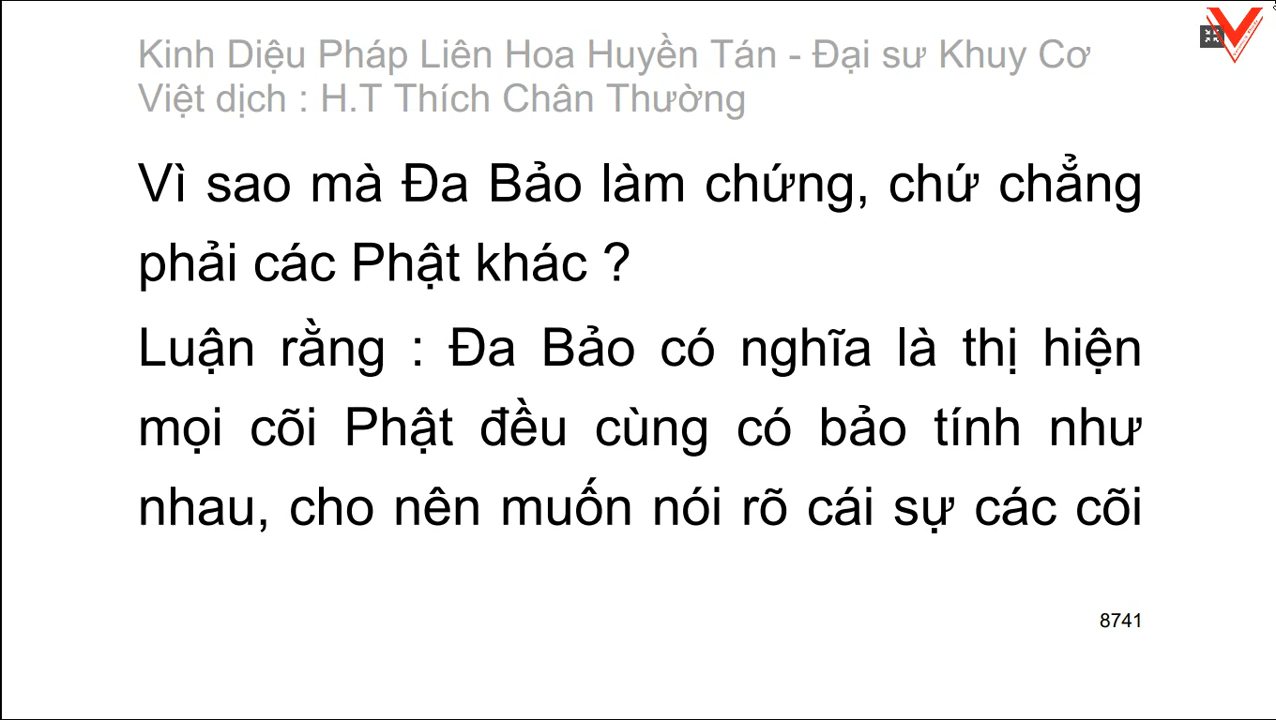 Kinh Diệu Pháp Liên Hoa Huyền Tán - Đại sư Khuy Cơ
Việt dịch : H.T Thích Chân Thường
Vì sao mà Đa Bảo làm chứng, chứ chẳng
phải các Phật khác ?
Luận rằng : Đa Bảo có nghĩa là thị hiện
mọi cõi Phật đều cùng có bảo tính như
nhau, cho nên muốn nói rõ cái sự các cõi
8741